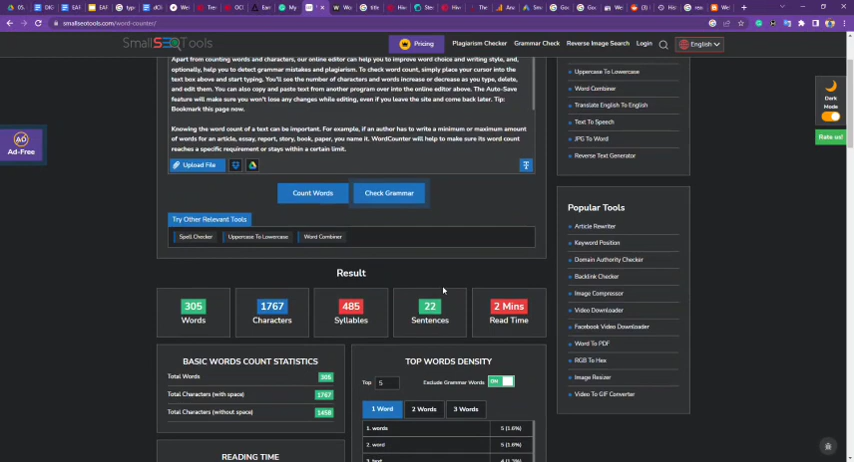 smallseotools.com/word-counter/
SmallSEOTools
Pricing
Plagiarism Checker
Grammar Check
Reverse Image Search
Login
English
Apart from counting words and characters, our online editor can help you to improve word choice and writing style, and,
optionally, help you to detect grammar mistakes and plagiarism. To check word count, simply place your cursor into the
text box above and start typing. You'll see the number of characters and words increase or decrease as you type, delete,
and edit them. You can also copy and paste text from another program over into the online editor above. The Auto-Save
feature will make sure you won't lose any changes while editing, even if you leave the site and come back later. Tip:
Bookmark this page now.
Knowing the word count of a text can be important. For example, if an author has to write a minimum or maximum amount
of words for an article, essay, report, story, book, paper, you name it. WordCounter will help to make sure its word count
reaches a specific requirement or stays within a certain limit.
Upload File
Count Words
Check Grammar
Try Other Relevant Tools
Spell Checker
Uppercase To Lowercase
Word Combiner
Result
305
Words
1767
Characters
485
Syllables
22
Sentences
2 Mins
Read Time
BASIC WORDS COUNT STATISTICS
Total Words 305
Total Characters (with space) 1767
Total Characters (without space) 1458
READING TIME
TOP WORDS DENSITY
Top 5
Exclude Grammar Words ON
1 Word
2 Words
3 Words
1. words 5 (1.6%)
2. word 5 (1.6%)
3. text
Uppercase To Lowercase
Word Combiner
Translate English To English
Text To Speech
JPG To Word
Reverse Text Generator
Popular Tools
Article Rewriter
Keyword Position
Domain Authority Checker
Backlink Checker
Image Compressor
Video Downloader
Facebook Video Downloader
Word To PDF
RGB To Hex
Image Resizer
Video To GIF Converter
AD
Ad-Free
Dark
Mode
Rate us!